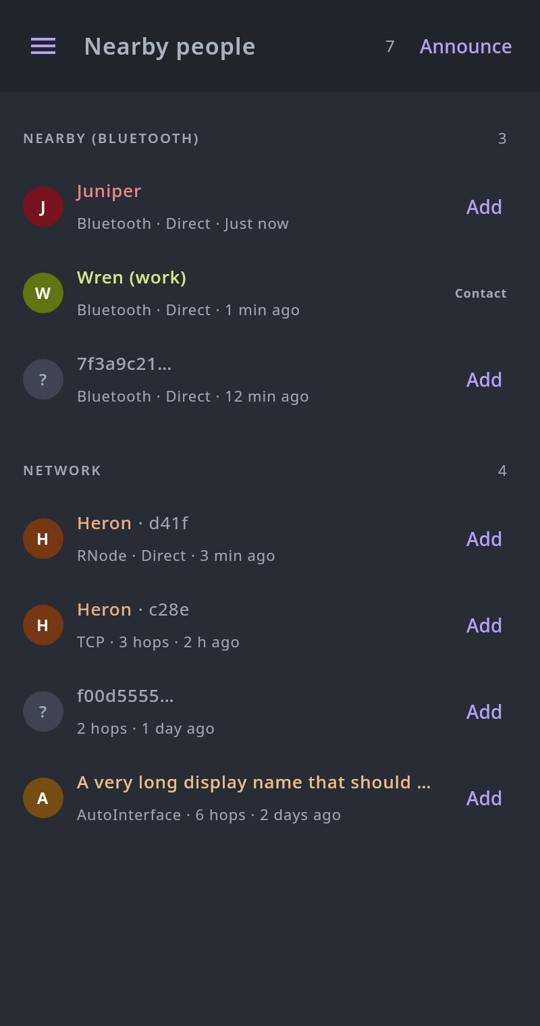 Nearby people 7 Announce
NEARBY (BLUETOOTH) 3
J Juniper
Bluetooth · Direct · Just now
Add
W Wren (work)
Bluetooth · Direct · 1 min ago
Contact
? 7f3a9c21…
Bluetooth · Direct · 12 min ago
Add
NETWORK 4
H Heron · d41f
RNode · Direct · 3 min ago
Add
H Heron · c28e
TCP · 3 hops · 2 h ago
Add
? f00d5555…
2 hops · 1 day ago
Add
A A very long display name that should …
AutoInterface · 6 hops · 2 days ago
Add